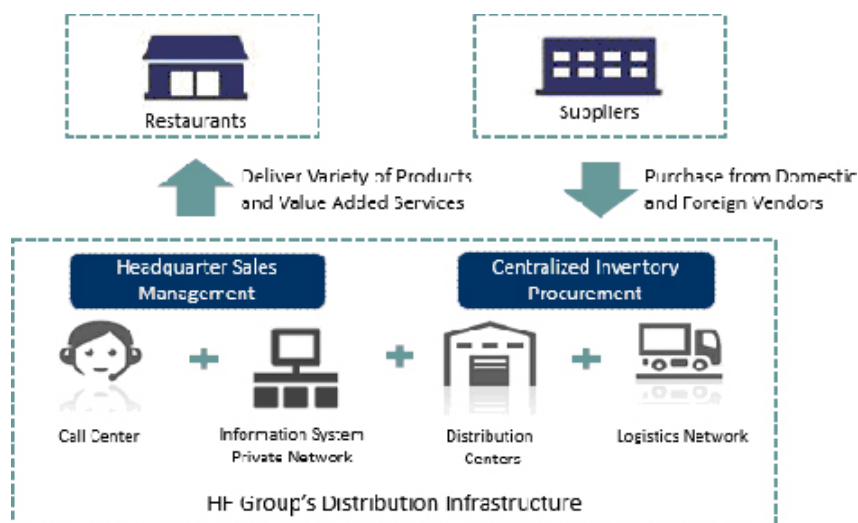 Restaurants
Suppliers
Deliver Variety of Products
and Value Added Services
Purchase from Domestic
and Foreign Vendors
Headquarter Sales
Management
Centralized Inventory
Procurement
Call Center
Information System
Private Network
Distribution
Centers
Logistics Network
HF Group's Distribution Infrastructure